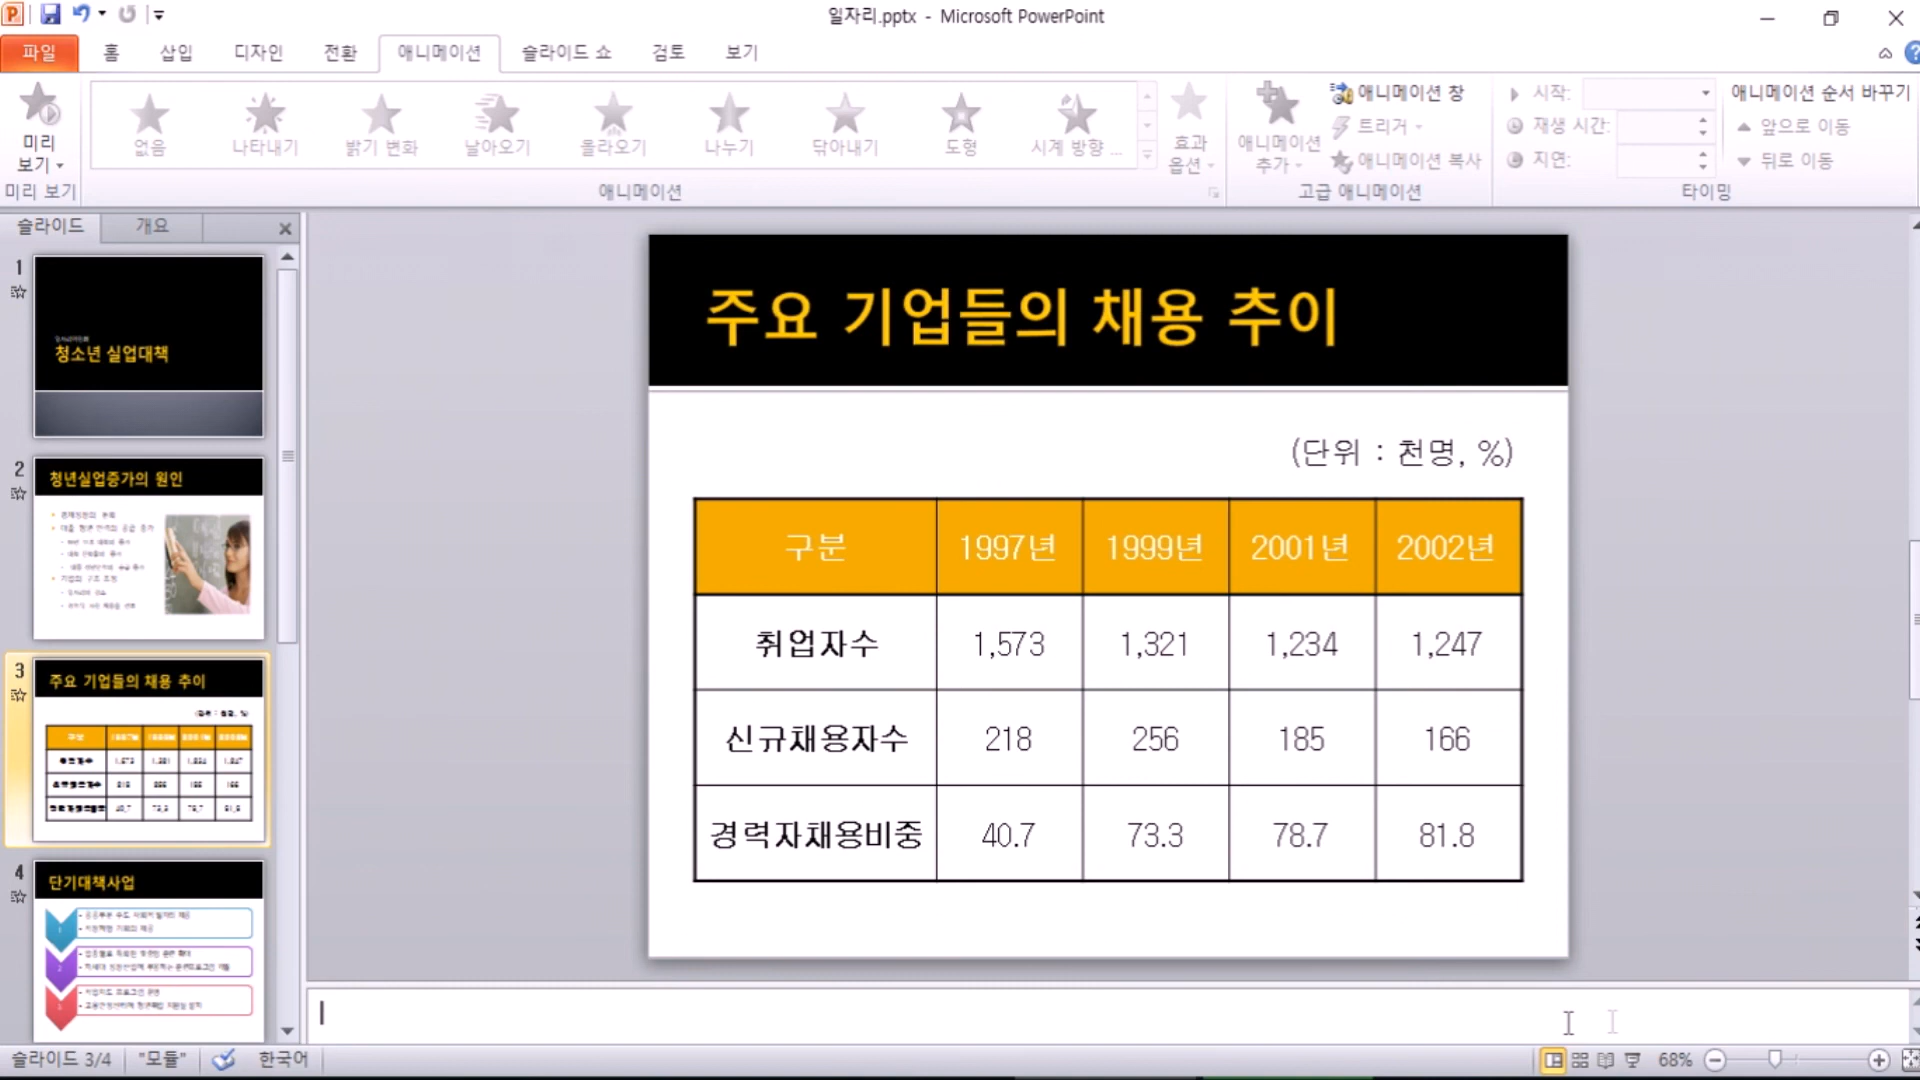 일자리.pptx - Microsoft PowerPoint
파일 홈 삽입 디자인 전환 애니메이션 슬라이드 쇼 검토 보기
미리 보기
없음 나타내기 밝기 변화 날아오기 올라오기 나누기 닦아내기 도형 시계 방향 ...
효과 옵션
애니메이션 추가
애니메이션 창
트리거
애니메이션 복사
시작:
재생 시간:
지연:
애니메이션 순서 바꾸기
앞으로 이동
뒤로 이동
미리 보기 애니메이션 고급 애니메이션 타이밍
슬라이드 개요
1
청소년 실업대책
2
청년실업증가의 원인
3
주요 기업들의 채용 추이
4
단기대책사업
주요 기업들의 채용 추이
(단위 : 천명, %)
구분 1997년 1999년 2001년 2002년
취업자수 1,573 1,321 1,234 1,247
신규채용자수 218 256 185 166
경력자채용비중 40.7 73.3 78.7 81.8
슬라이드 3/4 "모듈" 한국어 68%